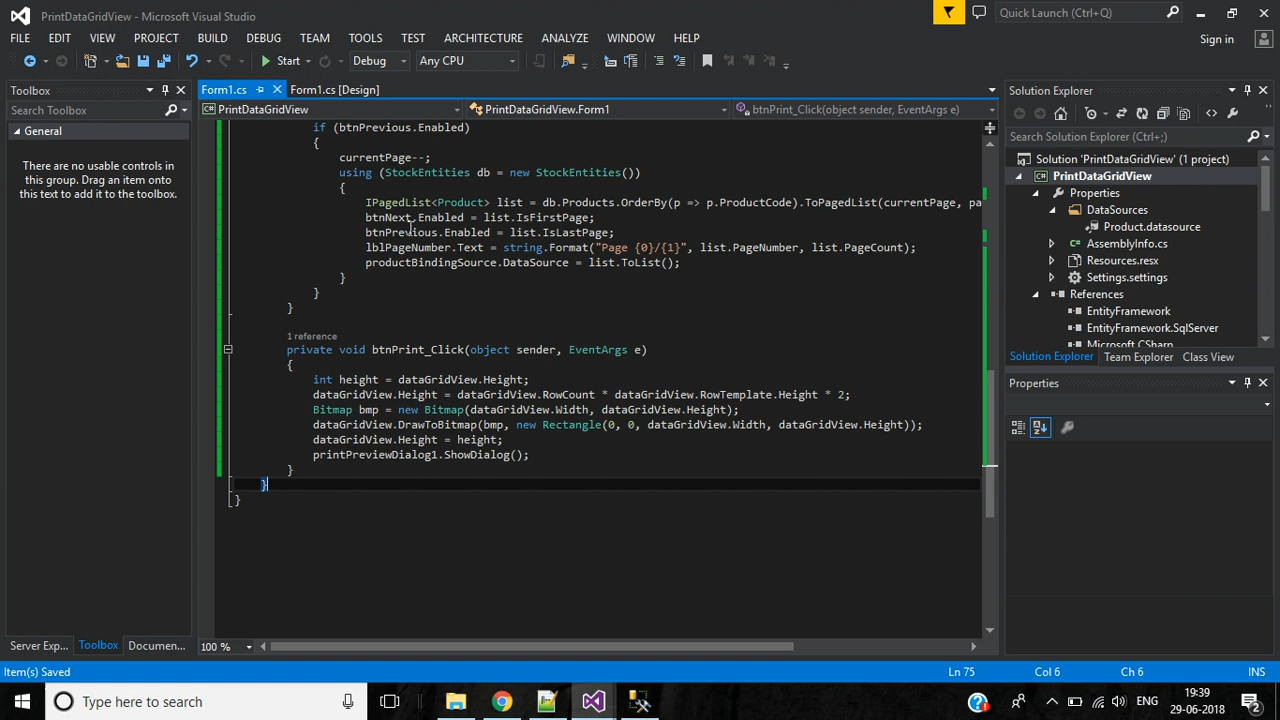 PrintDataGridView - Microsoft Visual Studio
Quick Launch (Ctrl+Q)
FILE EDIT VIEW PROJECT BUILD DEBUG TEAM TOOLS TEST ARCHITECTURE ANALYZE WINDOW HELP
Sign in
Start Debug Any CPU
Toolbox
Search Toolbox
General
There are no usable controls in
this group. Drag an item onto
this text to add it to the toolbox.
Server Exp... Toolbox Documen...
Form1.cs Form1.cs [Design]
PrintDataGridView PrintDataGridView.Form1 btnPrint_Click(object sender, EventArgs e)
if (btnPrevious.Enabled)
{
currentPage--;
using (StockEntities db = new StockEntities())
{
IPagedList<Product> list = db.Products.OrderBy(p => p.ProductCode).ToPagedList(currentPage, pa
btnNext.Enabled = list.IsFirstPage;
btnPrevious.Enabled = list.IsLastPage;
lblPageNumber.Text = string.Format("Page {0}/{1}", list.PageNumber, list.PageCount);
productBindingSource.DataSource = list.ToList();
}
}
}
1 reference
private void btnPrint_Click(object sender, EventArgs e)
{
int height = dataGridView.Height;
dataGridView.Height = dataGridView.RowCount * dataGridView.RowTemplate.Height * 2;
Bitmap bmp = new Bitmap(dataGridView.Width, dataGridView.Height);
dataGridView.DrawToBitmap(bmp, new Rectangle(0, 0, dataGridView.Width, dataGridView.Height));
dataGridView.Height = height;
printPreviewDialog1.ShowDialog();
}
}
}
100 %
Solution Explorer
Search Solution Explorer (Ctrl+;)
Solution 'PrintDataGridView' (1 project)
PrintDataGridView
Properties
DataSources
Product.datasource
AssemblyInfo.cs
Resources.resx
Settings.settings
References
EntityFramework
EntityFramework.SqlServer
Microsoft.CSharp
Solution Explorer Team Explorer Class View
Properties
Item(s) Saved
Ln 75 Col 6 Ch 6 INS
Type here to search
ENG
19:39
29-06-2018
2